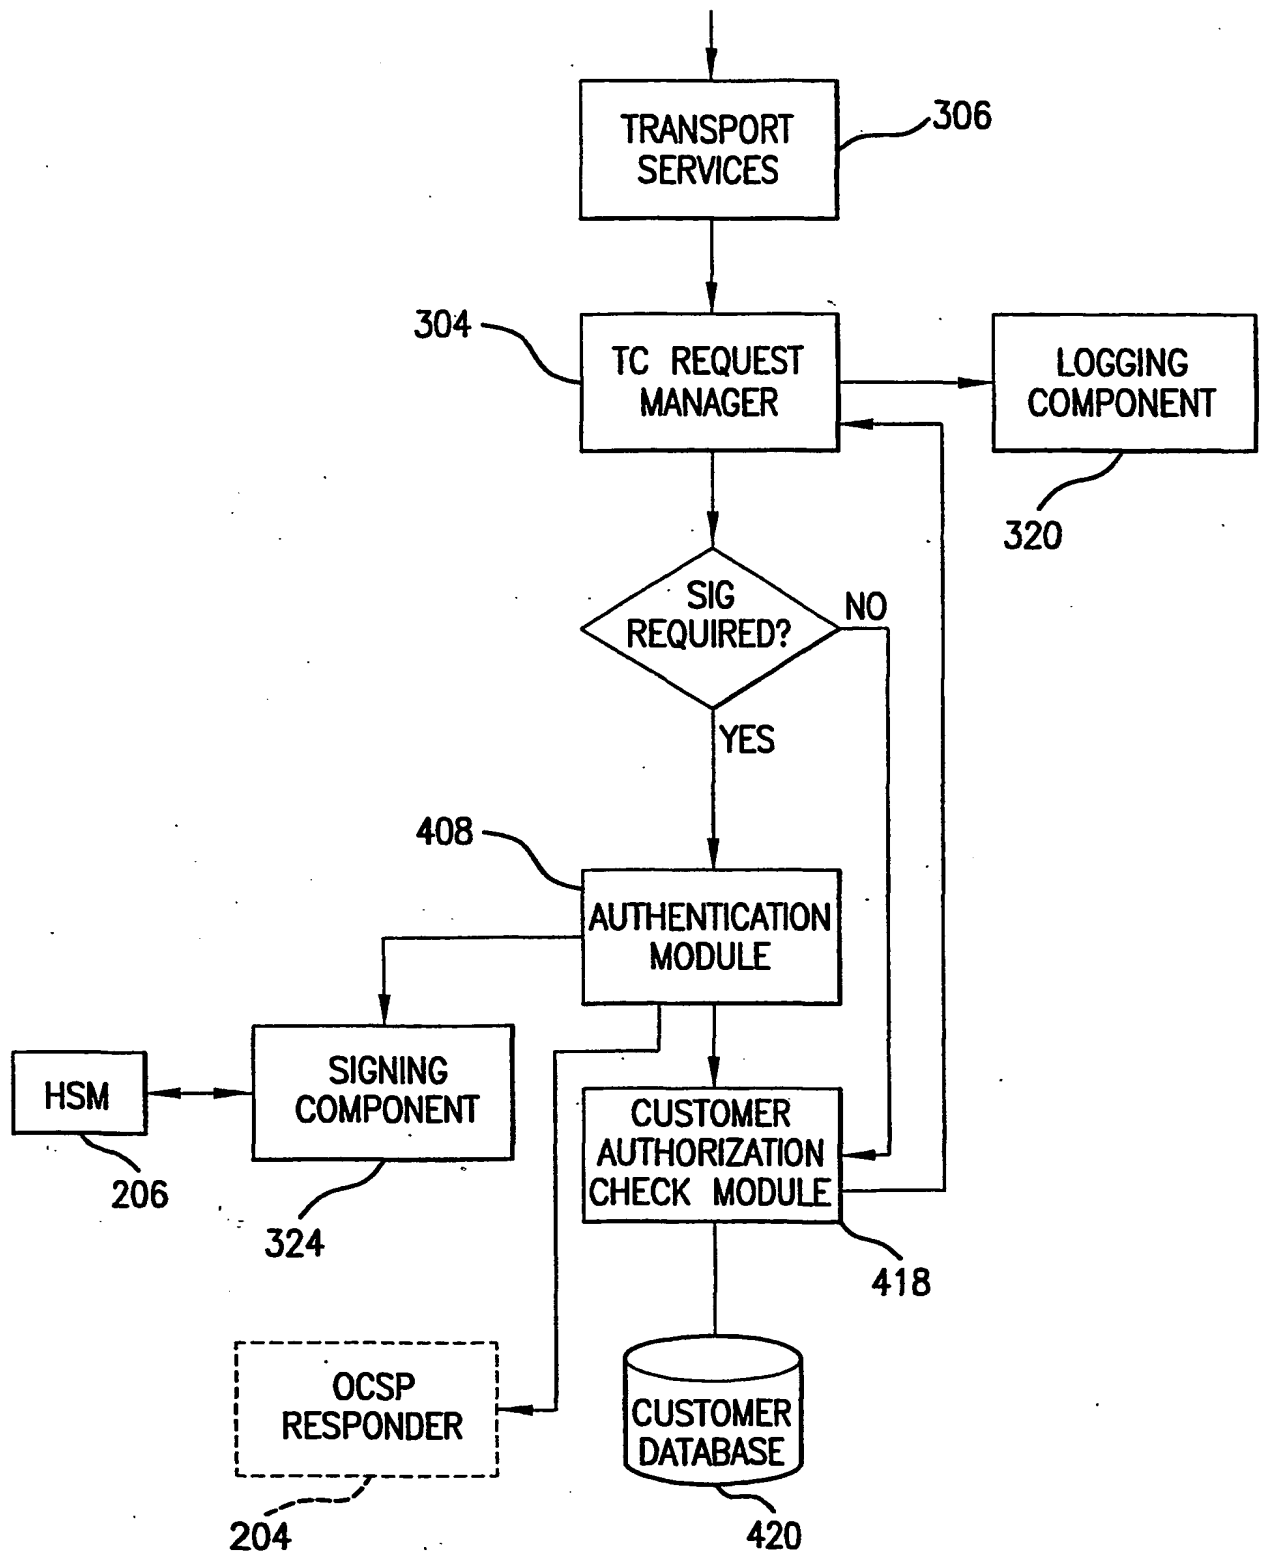 TRANSPORT
SERVICES
306
304
TC REQUEST
MANAGER
LOGGING
COMPONENT
320
SIG
REQUIRED?
NO
YES
408
AUTHENTICATION
MODULE
HSM
206
SIGNING
COMPONENT
324
CUSTOMER
AUTHORIZATION
CHECK MODULE
418
OCSP
RESPONDER
204
CUSTOMER
DATABASE
420